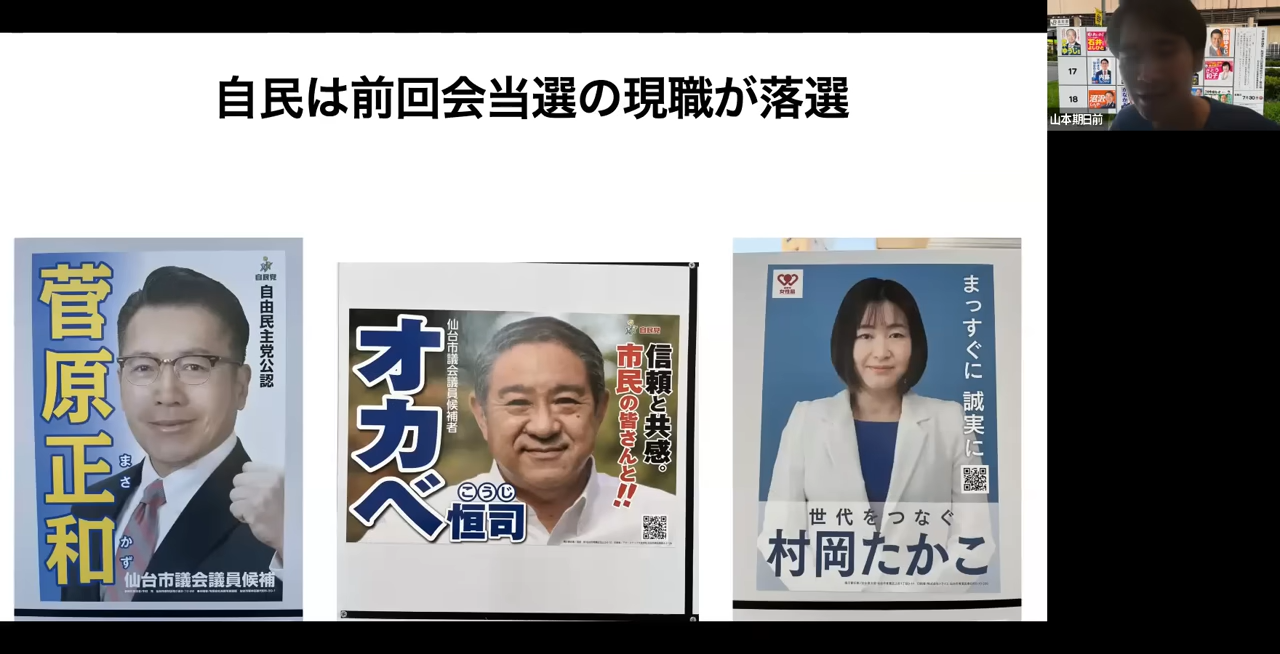 自民は前回会当選の現職が落選
菅原正和
まさかず
自民党
自由民主党公認
仙台市議会議員候補
オカベ
こうじ
恒司
仙台市議会議員候補者
自民党
信頼と共感。
市民の皆さんと!!
女性局
まっすぐに 誠実に
世代をつなぐ
村岡たかこ
17
18
山本期日前